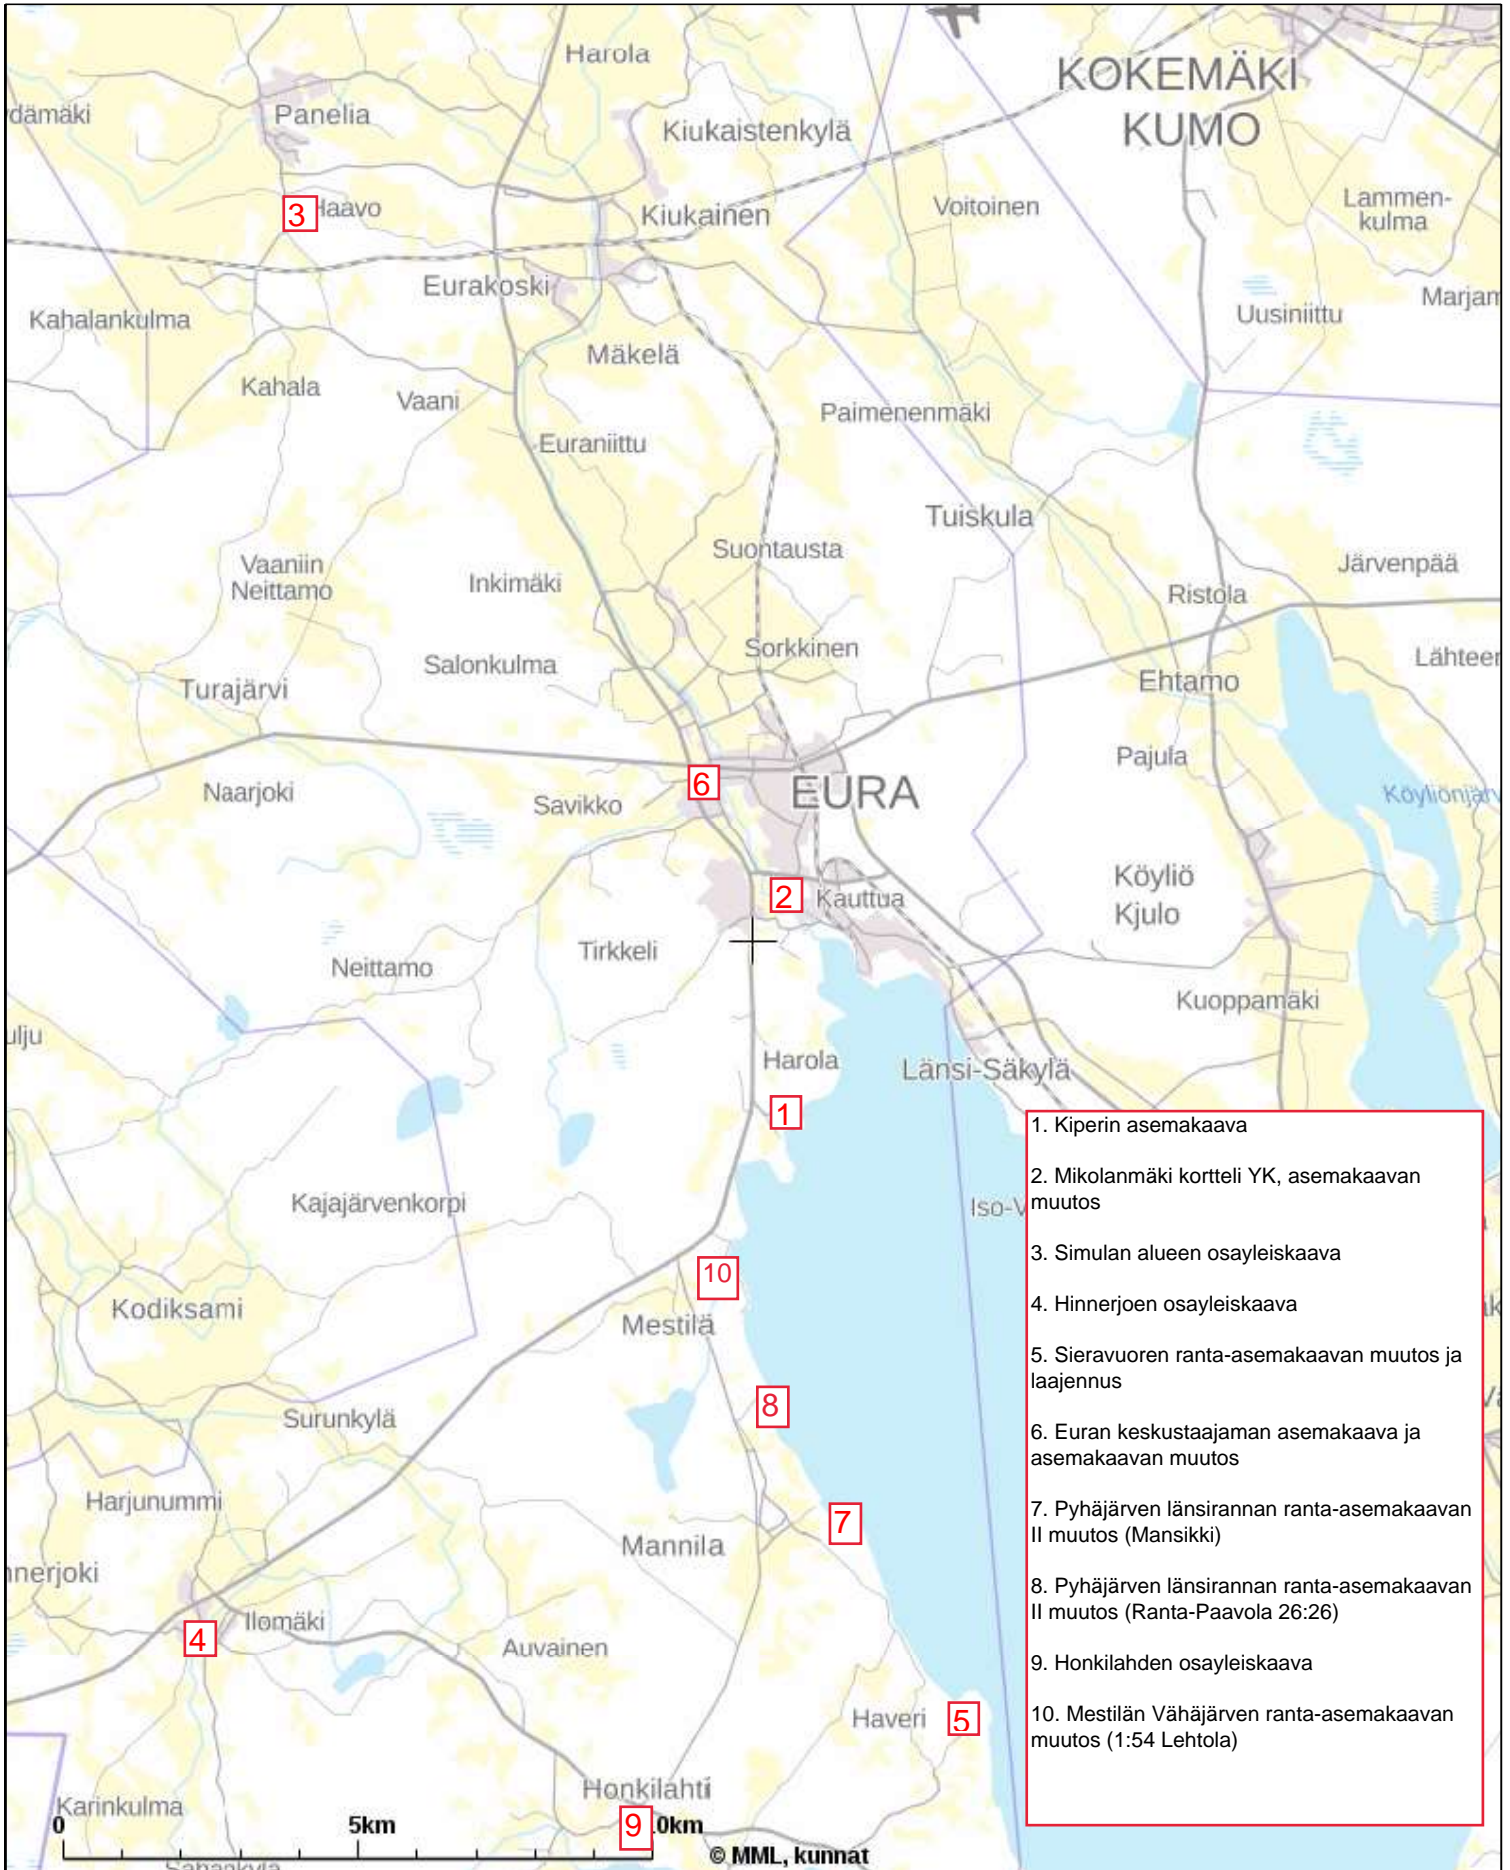 Harola
KOKEMÄKI
KUMO
dämäki
Panelia
Kiukaistenkylä
Lammen-
kulma
3
Haavo
Kiukainen
Voitoinen
Eurakoski
Kahalankulma
Uusiniittu
Marjam
Mäkelä
Kahala
Vaani
Paimenenmäki
Euraniittu
Tuiskula
Suontausta
Vaaniin
Neittamo
Inkimäki
Järvenpää
Ristola
Sorkkinen
Salonkulma
Lähteen
Turajärvi
Ehtamo
Pajula
6
EURA
Naarjoki
Savikko
Köyliönjärv
Köyliö
Kjulo
2
Kauttua
Tirkkeli
Neittamo
Kuoppamäki
ulju
Harola
Länsi-Säkylä
1
Kajajärvenkorpi
Iso-V
10
Kodiksami
Mestilä
8
Surunkylä
Harjunummi
7
Mannila
nnerjoki
Ilomäki
4
Auvainen
Haveri
5
Honkilahti
Karinkulma
9
0
5km
0km
© MML, kunnat
1. Kiperin asemakaava
2. Mikolanmäki kortteli YK, asemakaavan
muutos
3. Simulan alueen osayleiskaava
4. Hinnerjoen osayleiskaava
5. Sieravuoren ranta-asemakaavan muutos ja
laajennus
6. Euran keskustaajaman asemakaava ja
asemakaavan muutos
7. Pyhäjärven länsirannan ranta-asemakaavan
II muutos (Mansikki)
8. Pyhäjärven länsirannan ranta-asemakaavan
II muutos (Ranta-Paavola 26:26)
9. Honkilahden osayleiskaava
10. Mestilän Vähäjärven ranta-asemakaavan
muutos (1:54 Lehtola)